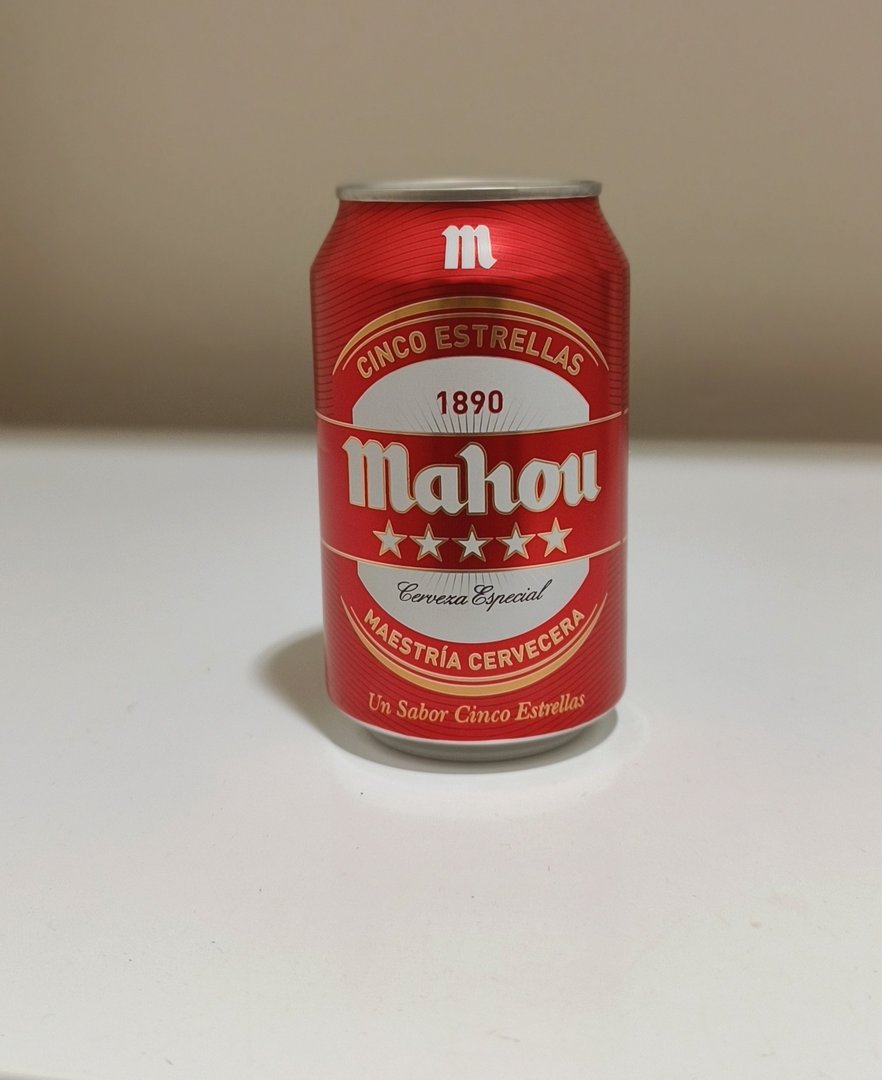 m
CINCO ESTRELLAS
1890
Mahou
Cerveza Especial
MAESTRÍA CERVECERA
Un Sabor Cinco Estrellas